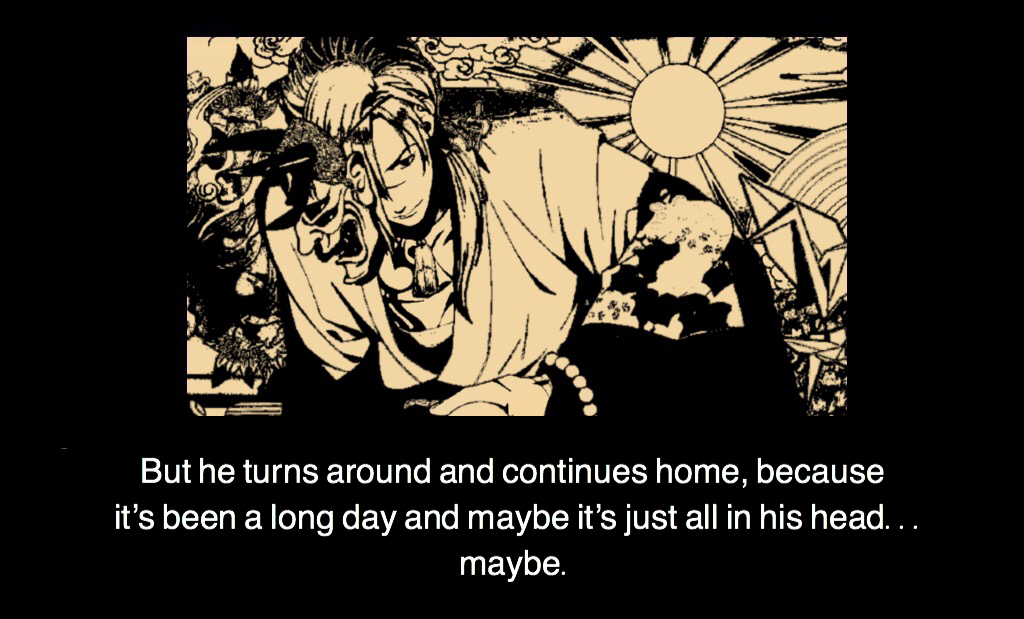 But he turns around and continues home, because
it’s been a long day and maybe it’s just all in his head...
maybe.